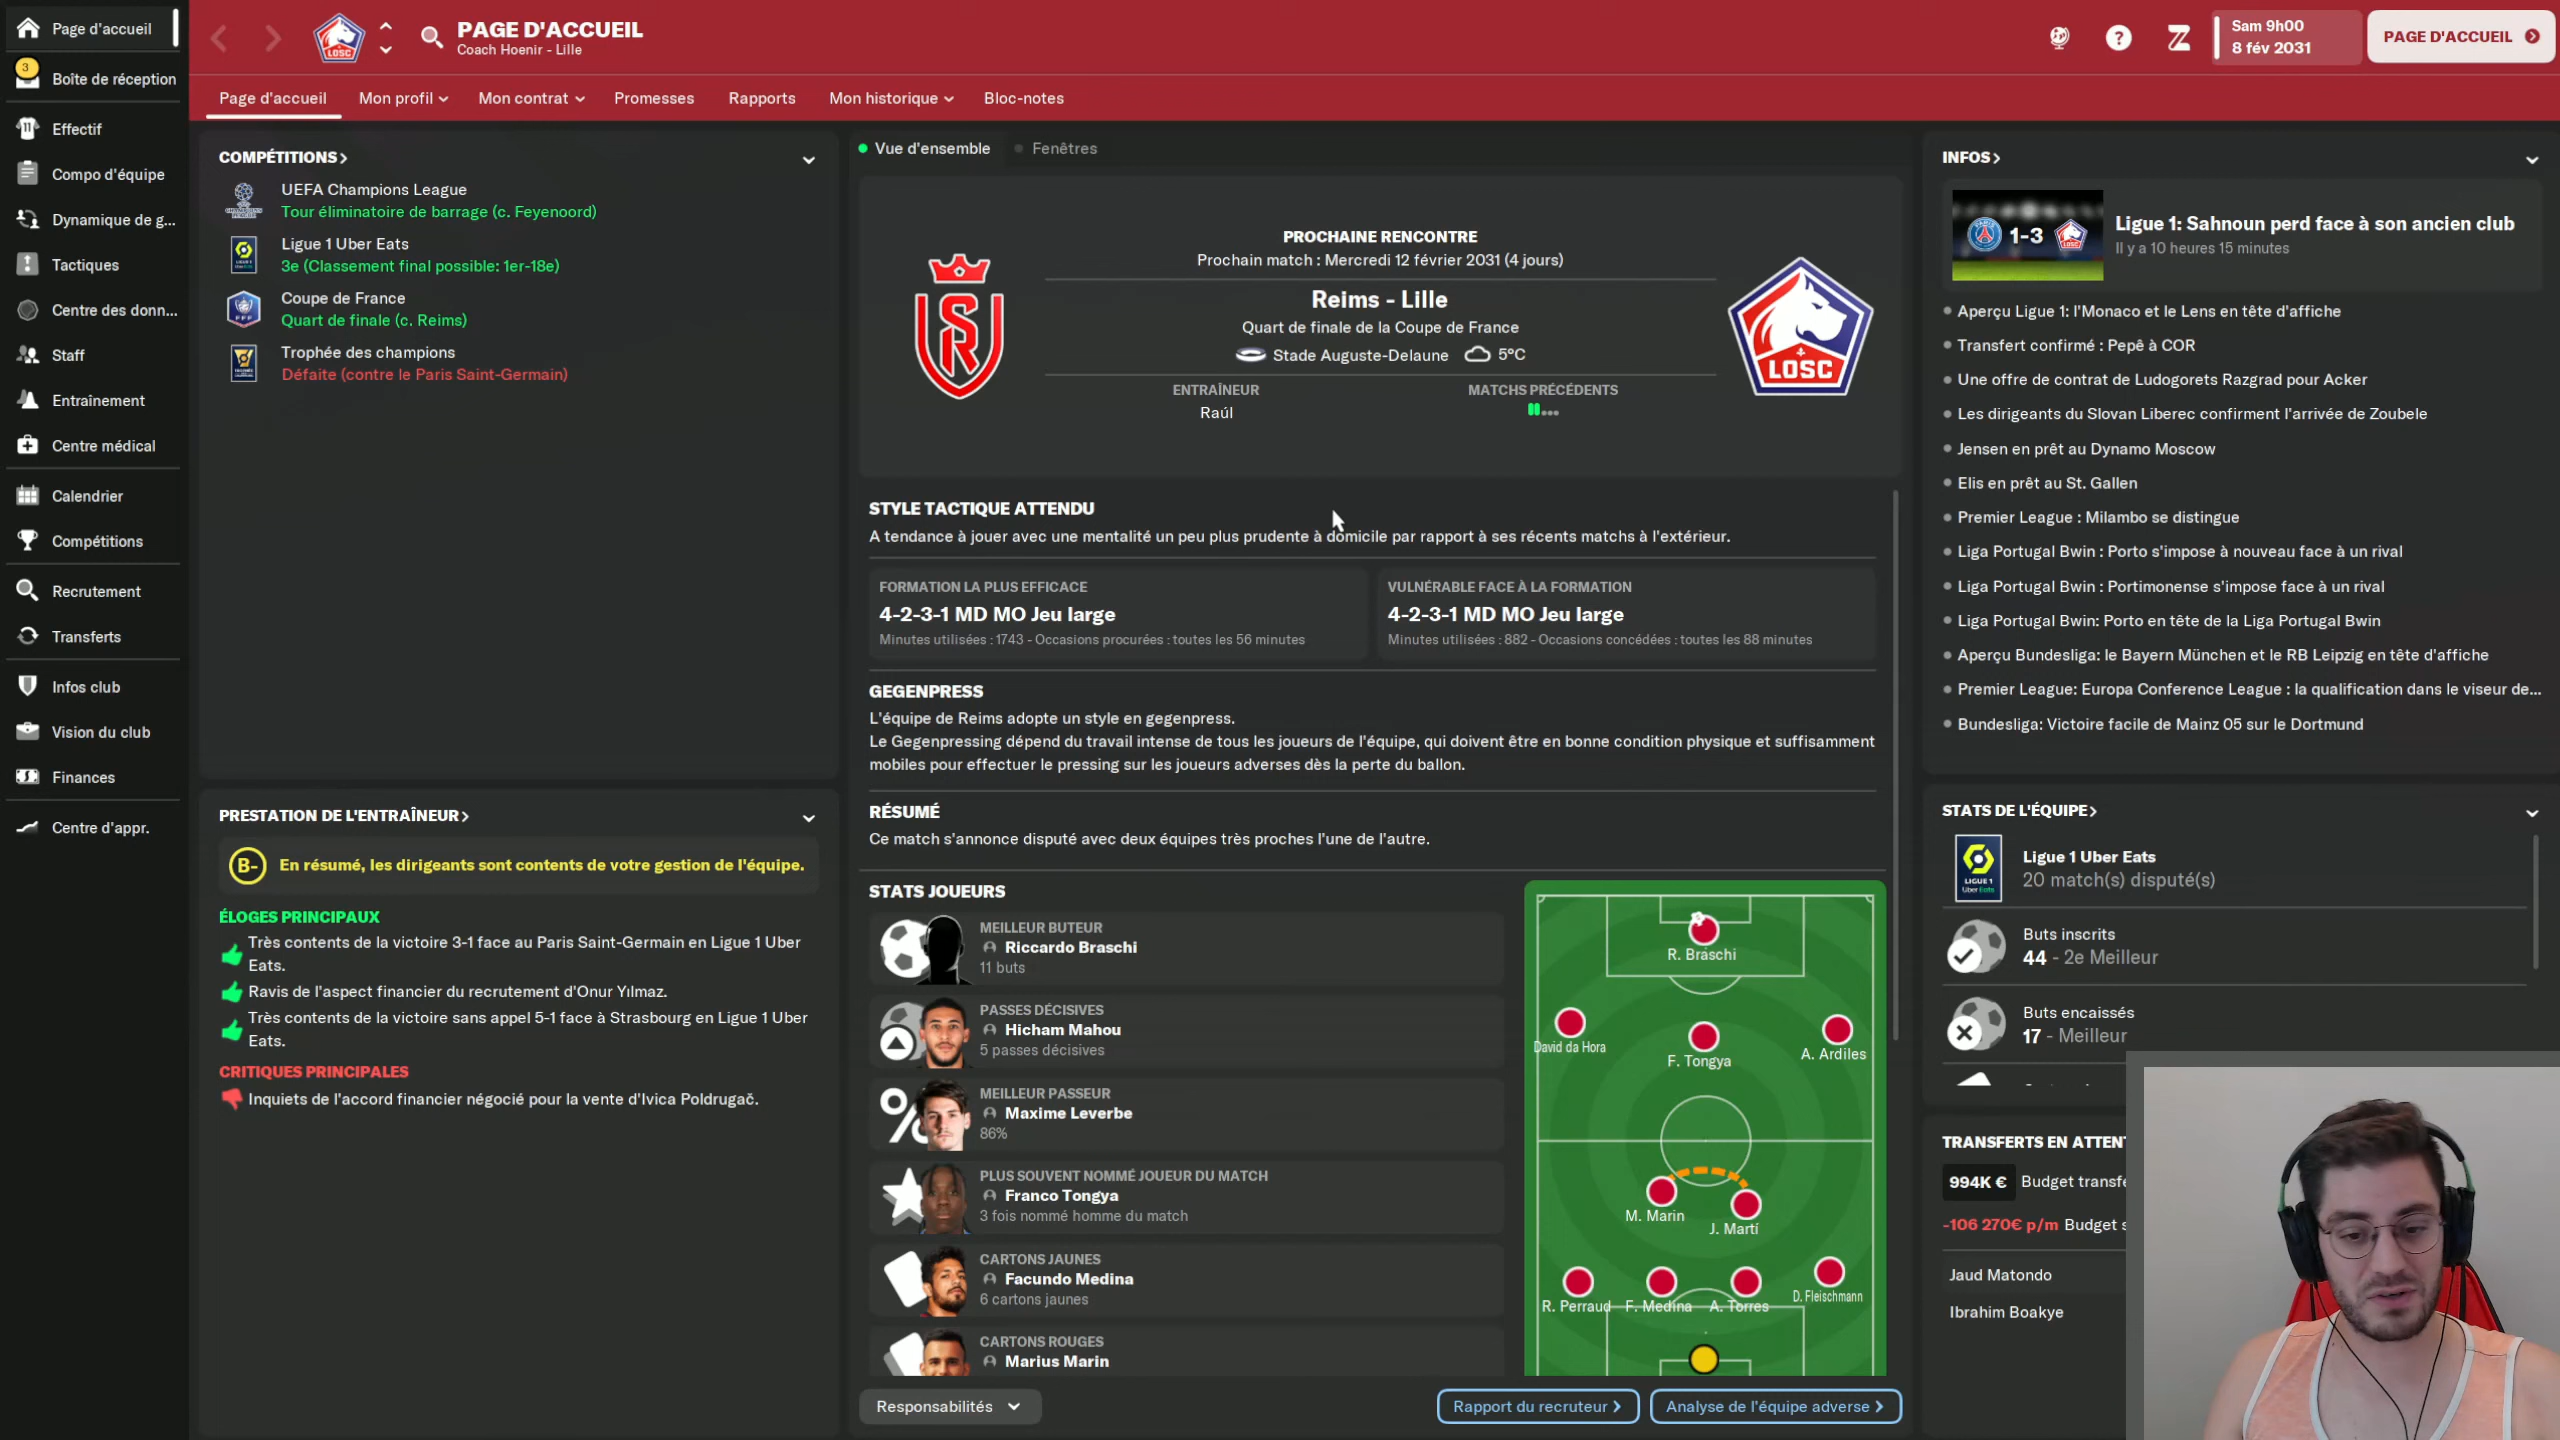 Page d'accueil
3
Boîte de réception
Effectif
Compo d'équipe
Dynamique de g...
Tactiques
Centre des donn...
Staff
Entraînement
Centre médical
Calendrier
Compétitions
Recrutement
Transferts
Infos club
Vision du club
Finances
Centre d'appr.
LOSC
PAGE D'ACCUEIL
Coach Hoenir - Lille
Sam 9h00
8 fév 2031
PAGE D'ACCUEIL
Page d'accueil
Mon profil
Mon contrat
Promesses
Rapports
Mon historique
Bloc-notes
COMPÉTITIONS
UEFA Champions League
Tour éliminatoire de barrage (c. Feyenoord)
Ligue 1 Uber Eats
3e (Classement final possible: 1er-18e)
Coupe de France
Quart de finale (c. Reims)
Trophée des champions
Défaite (contre le Paris Saint-Germain)
PRESTATION DE L'ENTRAÎNEUR
B-
En résumé, les dirigeants sont contents de votre gestion de l'équipe.
ÉLOGES PRINCIPAUX
Très contents de la victoire 3-1 face au Paris Saint-Germain en Ligue 1 Uber
Eats.
Ravis de l'aspect financier du recrutement d'Onur Yılmaz.
Très contents de la victoire sans appel 5-1 face à Strasbourg en Ligue 1 Uber
Eats.
CRITIQUES PRINCIPALES
Inquiets de l'accord financier négocié pour la vente d'Ivica Poldrugač.
Vue d'ensemble
Fenêtres
PROCHAINE RENCONTRE
Prochain match : Mercredi 12 février 2031 (4 jours)
Reims - Lille
Quart de finale de la Coupe de France
Stade Auguste-Delaune
5°C
ENTRAÎNEUR
Raúl
MATCHS PRÉCÉDENTS
LOSC
STYLE TACTIQUE ATTENDU
A tendance à jouer avec une mentalité un peu plus prudente à domicile par rapport à ses récents matchs à l'extérieur.
FORMATION LA PLUS EFFICACE
4-2-3-1 MD MO Jeu large
Minutes utilisées : 1743 - Occasions procurées : toutes les 56 minutes
VULNÉRABLE FACE À LA FORMATION
4-2-3-1 MD MO Jeu large
Minutes utilisées : 882 - Occasions concédées : toutes les 88 minutes
GEGENPRESS
L'équipe de Reims adopte un style en gegenpress.
Le Gegenpressing dépend du travail intense de tous les joueurs de l'équipe, qui doivent être en bonne condition physique et suffisamment
mobiles pour effectuer le pressing sur les joueurs adverses dès la perte du ballon.
RÉSUMÉ
Ce match s'annonce disputé avec deux équipes très proches l'une de l'autre.
STATS JOUEURS
MEILLEUR BUTEUR
Riccardo Braschi
11 buts
PASSES DÉCISIVES
Hicham Mahou
5 passes décisives
MEILLEUR PASSEUR
Maxime Leverbe
86%
PLUS SOUVENT NOMMÉ JOUEUR DU MATCH
Franco Tongya
3 fois nommé homme du match
CARTONS JAUNES
Facundo Medina
6 cartons jaunes
CARTONS ROUGES
Marius Marin
R. Braschi
David da Hora
F. Tongya
A. Ardiles
M. Marin
J. Martí
R. Perraud
F. Medina
A. Torres
D. Fleischmann
Responsabilités
Rapport du recruteur
Analyse de l'équipe adverse
INFOS
1-3
Ligue 1: Sahnoun perd face à son ancien club
Il y a 10 heures 15 minutes
Aperçu Ligue 1: l'Monaco et le Lens en tête d'affiche
Transfert confirmé : Pepê à COR
Une offre de contrat de Ludogorets Razgrad pour Acker
Les dirigeants du Slovan Liberec confirment l'arrivée de Zoubele
Jensen en prêt au Dynamo Moscow
Elis en prêt au St. Gallen
Premier League : Milambo se distingue
Liga Portugal Bwin : Porto s'impose à nouveau face à un rival
Liga Portugal Bwin : Portimonense s'impose face à un rival
Liga Portugal Bwin: Porto en tête de la Liga Portugal Bwin
Aperçu Bundesliga: le Bayern München et le RB Leipzig en tête d'affiche
Premier League: Europa Conference League : la qualification dans le viseur de...
Bundesliga: Victoire facile de Mainz 05 sur le Dortmund
STATS DE L'ÉQUIPE
LIGUE 1
Uber Eats
Ligue 1 Uber Eats
20 match(s) disputé(s)
Buts inscrits
44 - 2e Meilleur
Buts encaissés
17 - Meilleur
TRANSFERTS EN ATTENT
994K € Budget transfe
-106 270€ p/m Budget s
Jaud Matondo
Ibrahim Boakye